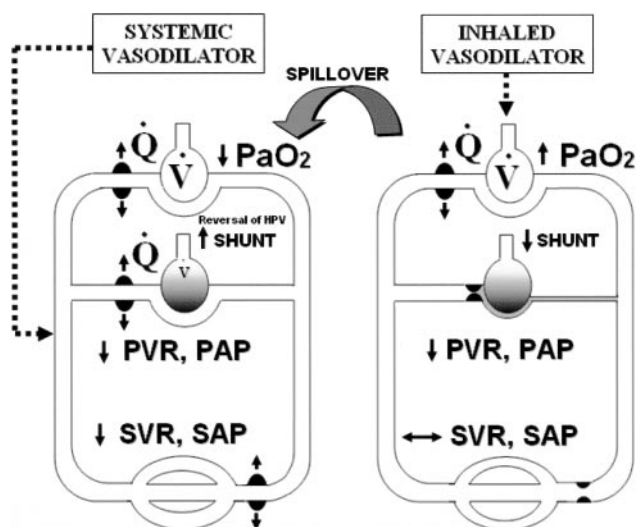 SYSTEMIC
VASODILATOR
SPILLOVER
INHALED
VASODILATOR
Q̇
V̇
↓ PaO₂
Reversal of HPV
↑ SHUNT
Q̇
v̇
↓ PVR, PAP
↓ SVR, SAP
Q̇
V̇
↑ PaO₂
↓ SHUNT
↓ PVR, PAP
↔ SVR, SAP